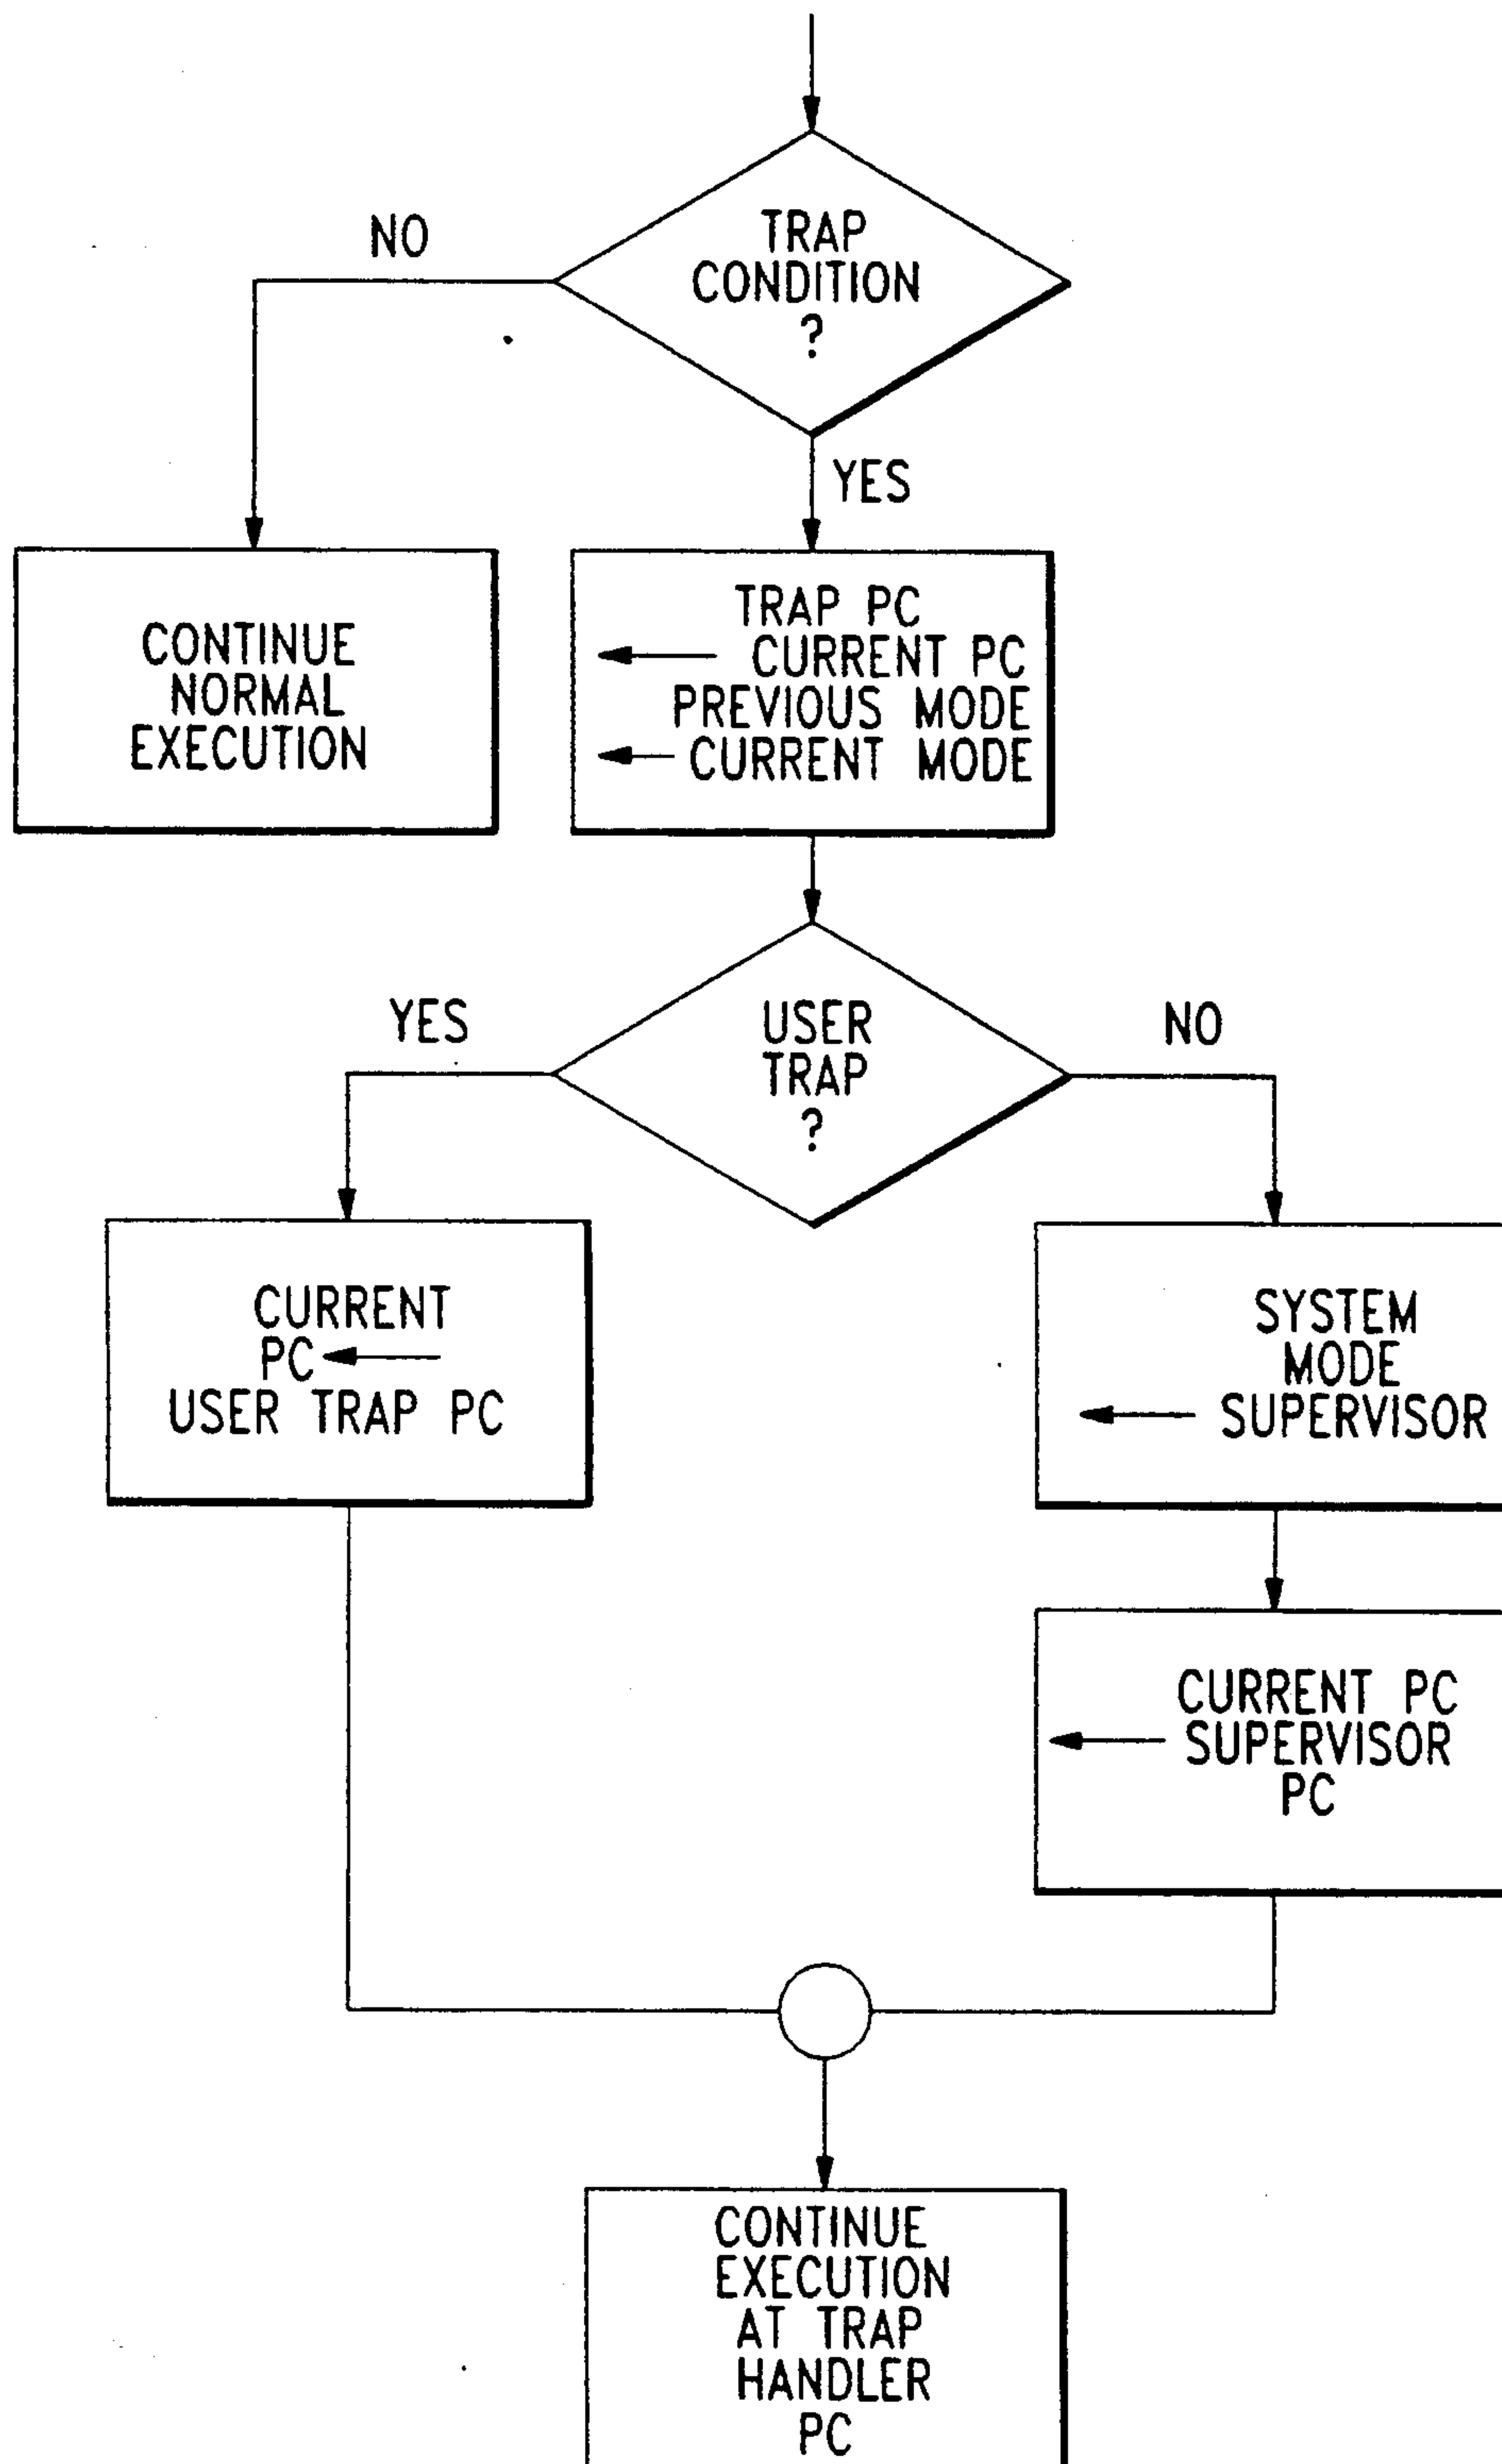 TRAP
CONDITION
?
NO
YES
CONTINUE
NORMAL
EXECUTION
TRAP PC
← CURRENT PC
PREVIOUS MODE
← CURRENT MODE
USER
TRAP
?
YES
NO
CURRENT
PC ←
USER TRAP PC
SYSTEM
MODE
← SUPERVISOR
CURRENT PC
← SUPERVISOR
PC
CONTINUE
EXECUTION
AT TRAP
HANDLER
PC